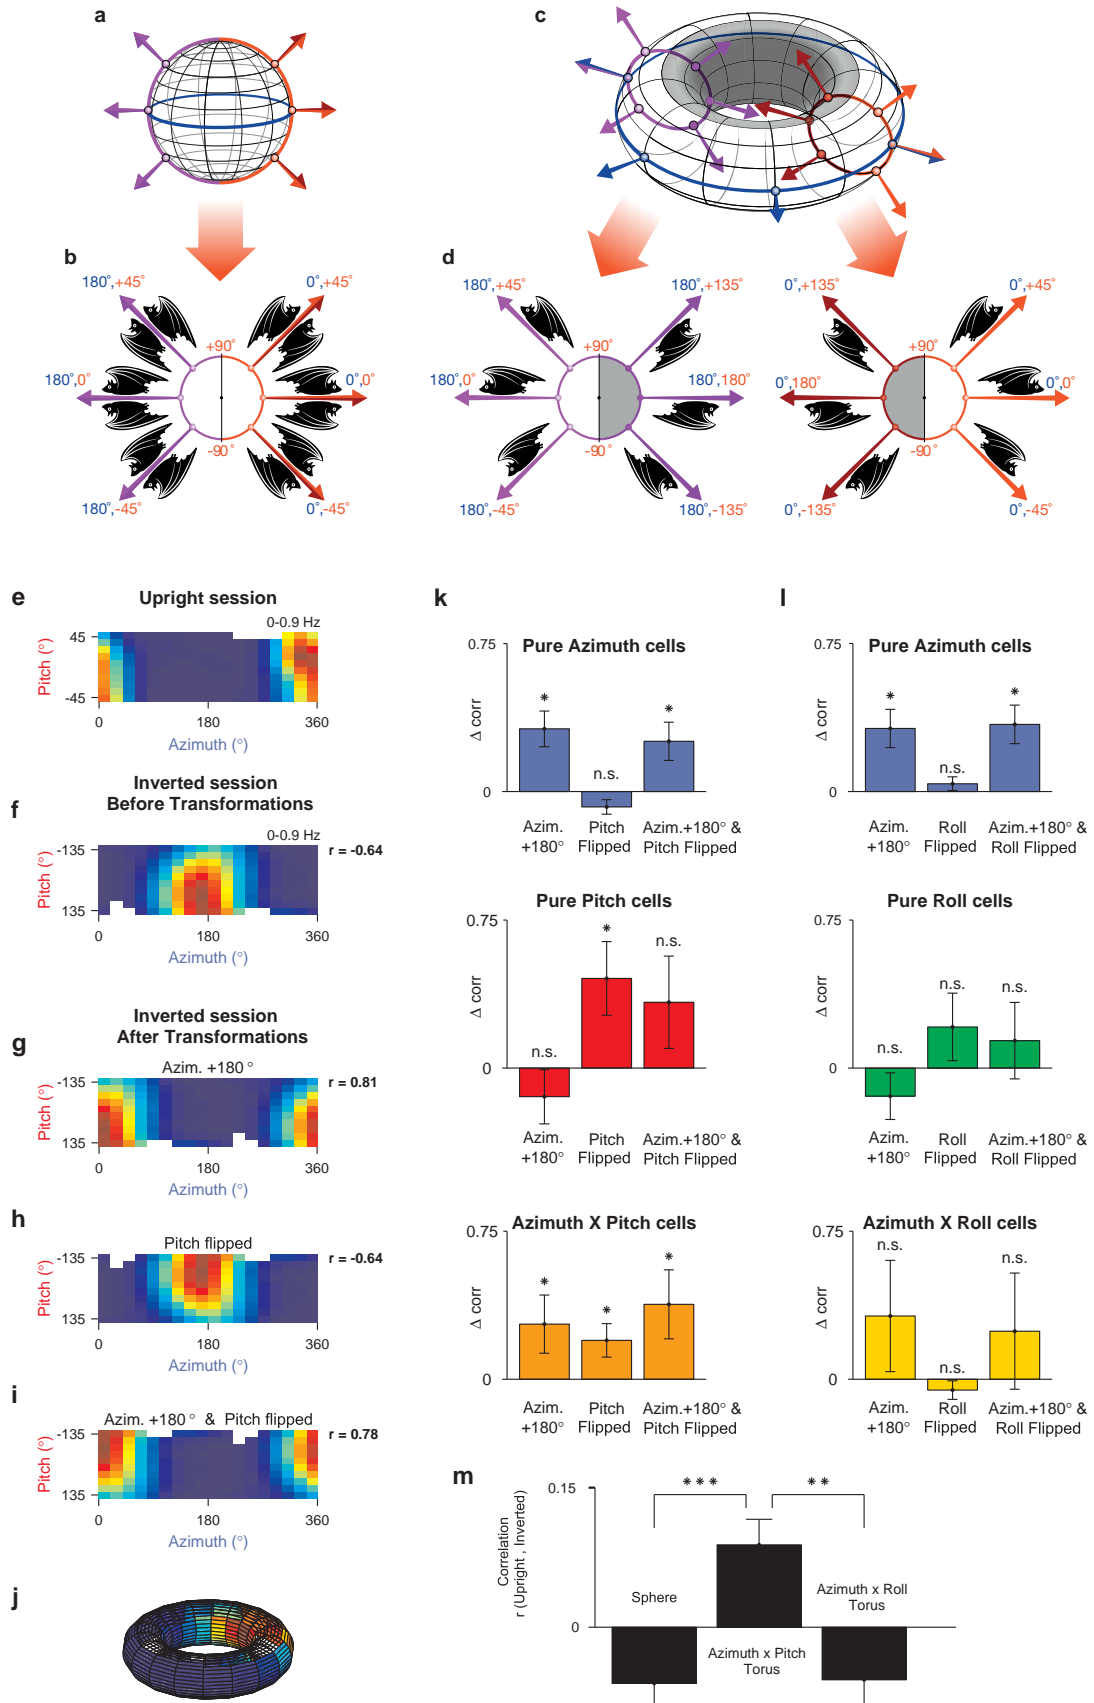 a
c
b
180°,+45°
0°,+45°
+90°
180°,0°
0°,0°
-90°
180°,-45°
0°,-45°
d
180°,+45°
180°,+135°
+90°
180°,0°
180°,180°
-90°
180°,-45°
180°,-135°
0°,+135°
0°,+45°
+90°
0°,180°
0°,0°
-90°
0°,-135°
0°,-45°
e
Upright session
0-0.9 Hz
45
-45
Pitch (°)
0
180
360
Azimuth (°)
f
Inverted session
Before Transformations
0-0.9 Hz
-135
135
Pitch (°)
r = -0.64
0
180
360
Azimuth (°)
Inverted session
After Transformations
g
Azim. +180 °
-135
135
Pitch (°)
r = 0.81
0
180
360
Azimuth (°)
h
Pitch flipped
-135
135
Pitch (°)
r = -0.64
0
180
360
Azimuth (°)
i
Azim. +180 ° & Pitch flipped
-135
135
Pitch (°)
r = 0.78
0
180
360
Azimuth (°)
j
k
Pure Azimuth cells
0.75
0
Δ corr
*
n.s.
*
Azim.
+180°
Pitch
Flipped
Azim.+180° &
Pitch Flipped
Pure Pitch cells
0.75
0
Δ corr
n.s.
*
n.s.
Azim.
+180°
Pitch
Flipped
Azim.+180° &
Pitch Flipped
Azimuth X Pitch cells
0.75
0
Δ corr
*
*
*
Azim.
+180°
Pitch
Flipped
Azim.+180° &
Pitch Flipped
l
Pure Azimuth cells
0.75
0
Δ corr
*
n.s.
*
Azim.
+180°
Roll
Flipped
Azim.+180° &
Roll Flipped
Pure Roll cells
0.75
0
Δ corr
n.s.
n.s.
n.s.
Azim.
+180°
Roll
Flipped
Azim.+180° &
Roll Flipped
Azimuth X Roll cells
0.75
0
Δ corr
n.s.
n.s.
n.s.
Azim.
+180°
Roll
Flipped
Azim.+180° &
Roll Flipped
m
0.15
0
Correlation
r (Upright , Inverted)
* * *
* *
Sphere
Azimuth x Pitch
Torus
Azimuth x Roll
Torus